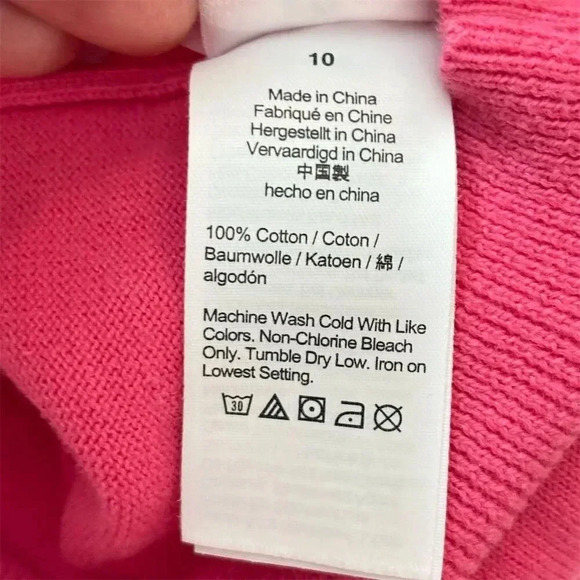 10
Made in China
Fabriqué en Chine
Hergestellt in China
Vervaardigd in China
中国製
hecho en china
100% Cotton / Coton /
Baumwolle / Katoen / 綿 /
algodón
Machine Wash Cold With Like
Colors. Non-Chlorine Bleach
Only. Tumble Dry Low. Iron on
Lowest Setting.
30